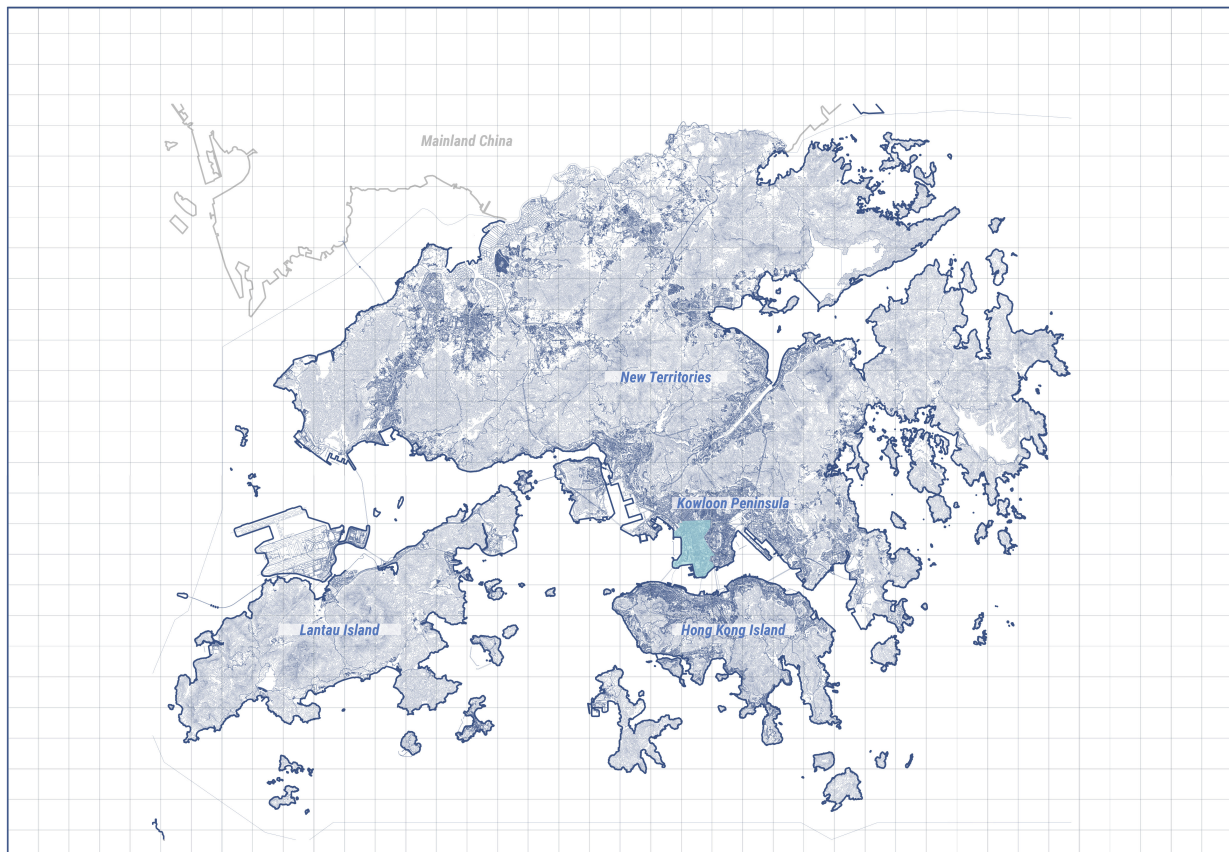 Mainland China
New Territories
Kowloon Peninsula
Lantau Island
Hong Kong Island